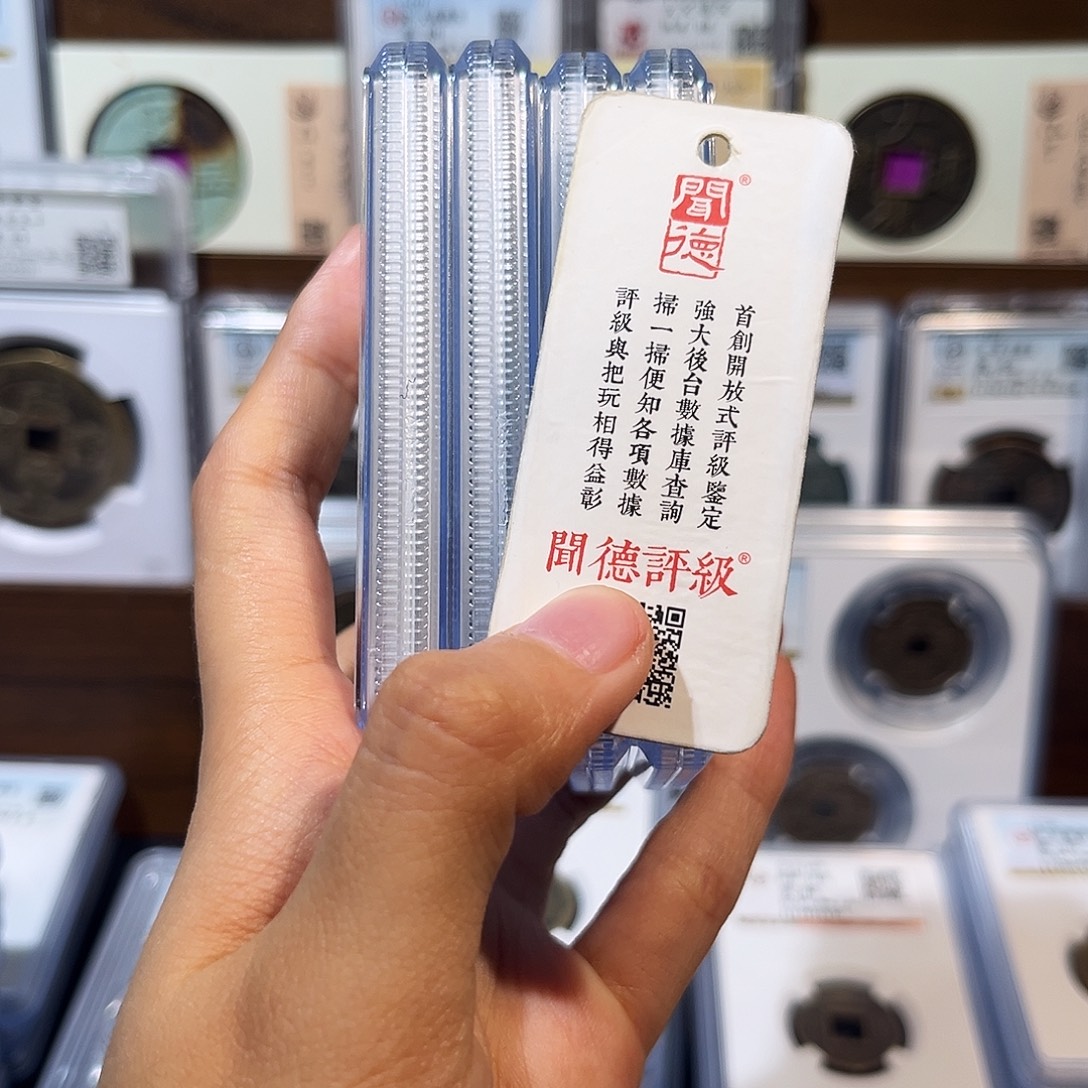 聞德®
首創開放式評級鑒定
強大後台數據庫查詢
掃一掃便知各項數據
評級與把玩相得益彰
聞德評級®